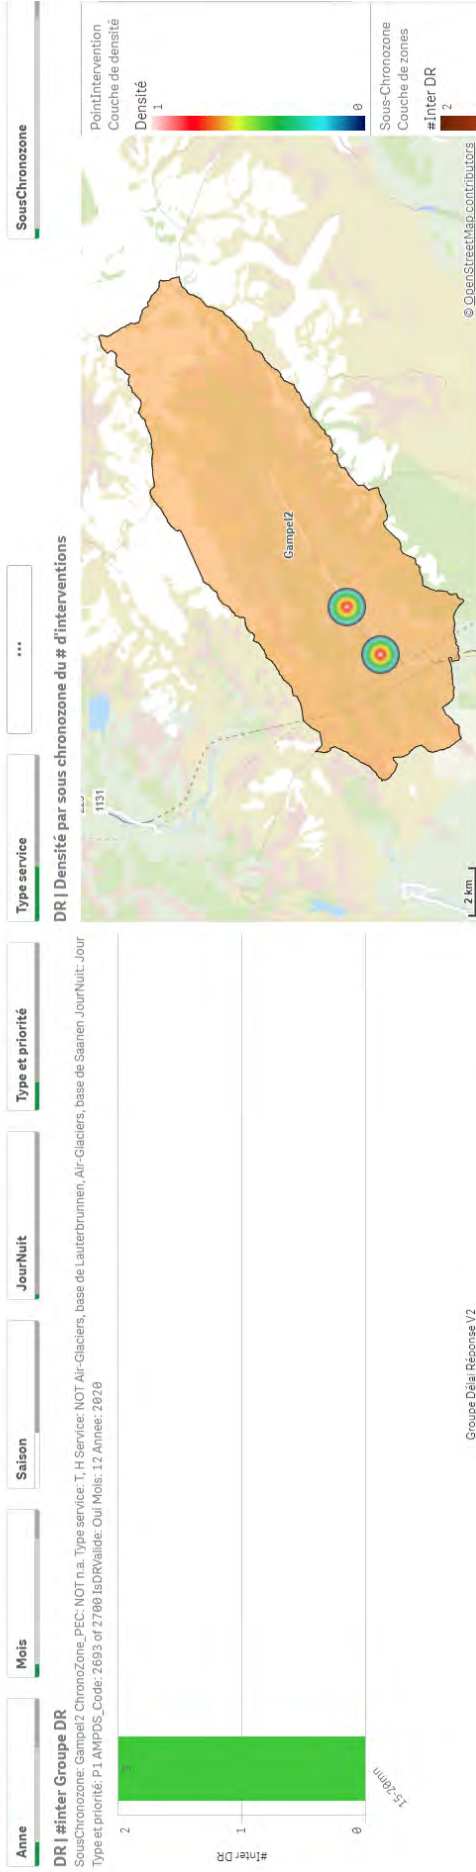 Anne
Mois
Saison
JourNuit
Type et priorité
Type service
...
SousChronozone
DR | #inter Groupe DR
SousChronozone: Gampel2 ChronoZone_PEC: NOT n.a. Type service: T, H Service: NOT Air-Glaciers, base de Lauterbrunnen, Air-Glaciers, base de Saanen JourNuit: Jour
Type et priorité: P1 AMPDS_Code: 2693 of 2700 IsDRValide: Oui Mois: 12 Annee: 2020
#Inter DR
2
1
0
15-20mn
Groupe Délai Réponse V2
DR | Densité par sous chronozone du # d'interventions
1131
Gampel2
2 km
© OpenStreetMap contributors
PointIntervention
Couche de densité
Densité
1
0
Sous-Chronozone
Couche de zones
#Inter DR
2